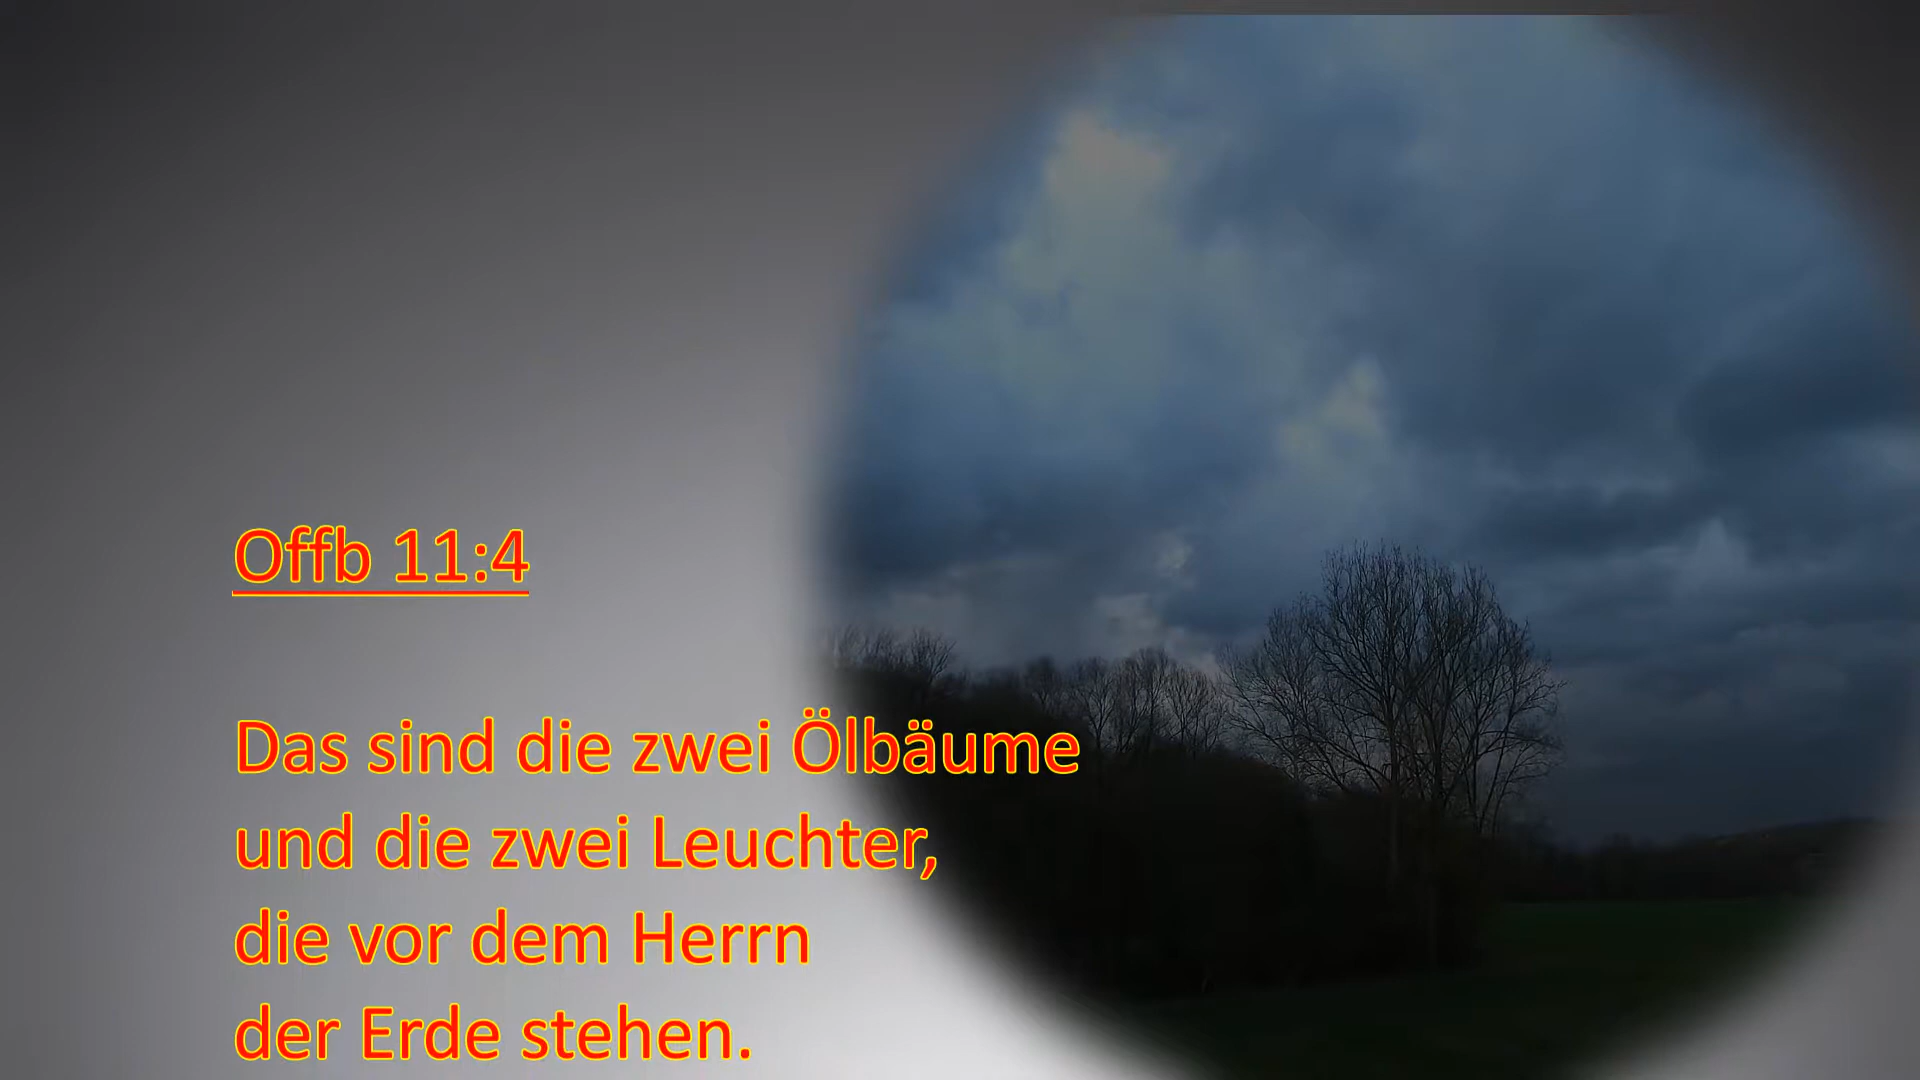 Offb 11:4
Das sind die zwei Ölbäume
und die zwei Leuchter,
die vor dem Herrn
der Erde stehen.